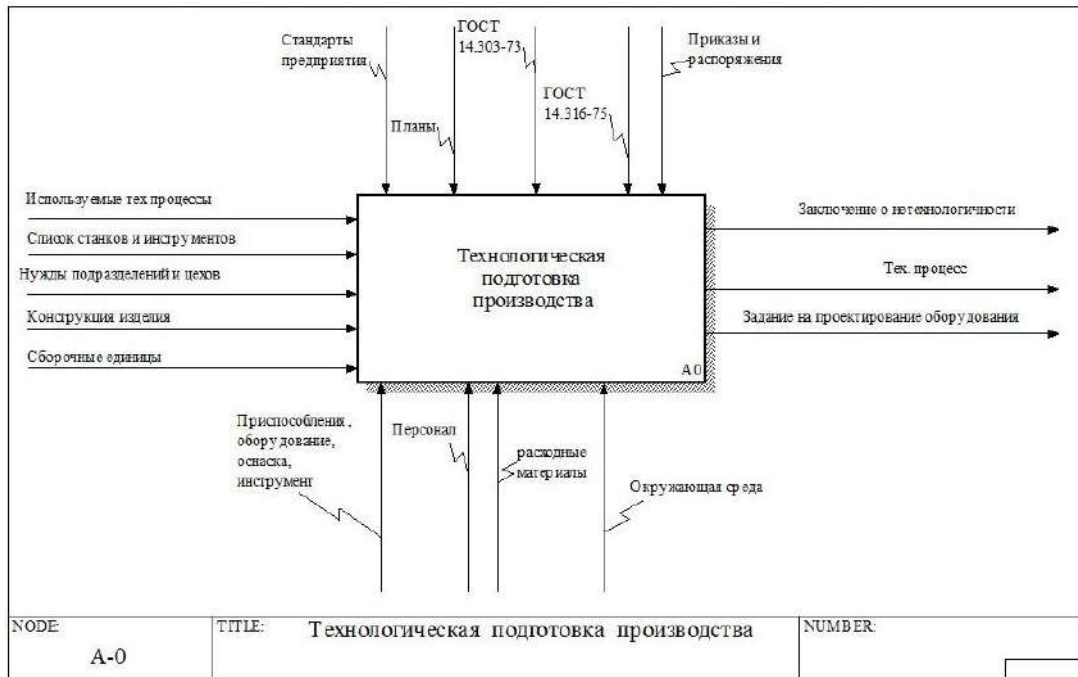 Стандарты
предприятия
ГОСТ
14.303-73
Приказы и
распоряжения
ГОСТ
14.316-75
Планы
Используемые тех процессы
Список станков и инструментов
Нужды подразделений и цехов
Конструкция изделия
Сборочные единицы
Технологическая
подготовка
производства
А0
Заключение о нетехнологичности
Тех. процесс
Задание на проектирование оборудования
Приспособления,
оборудование,
оснаска,
инструмент
Персонал
расходные
материалы
Окружающая среда
NODE:
А-0
TITLE:
Технологическая подготовка производства
NUMBER: